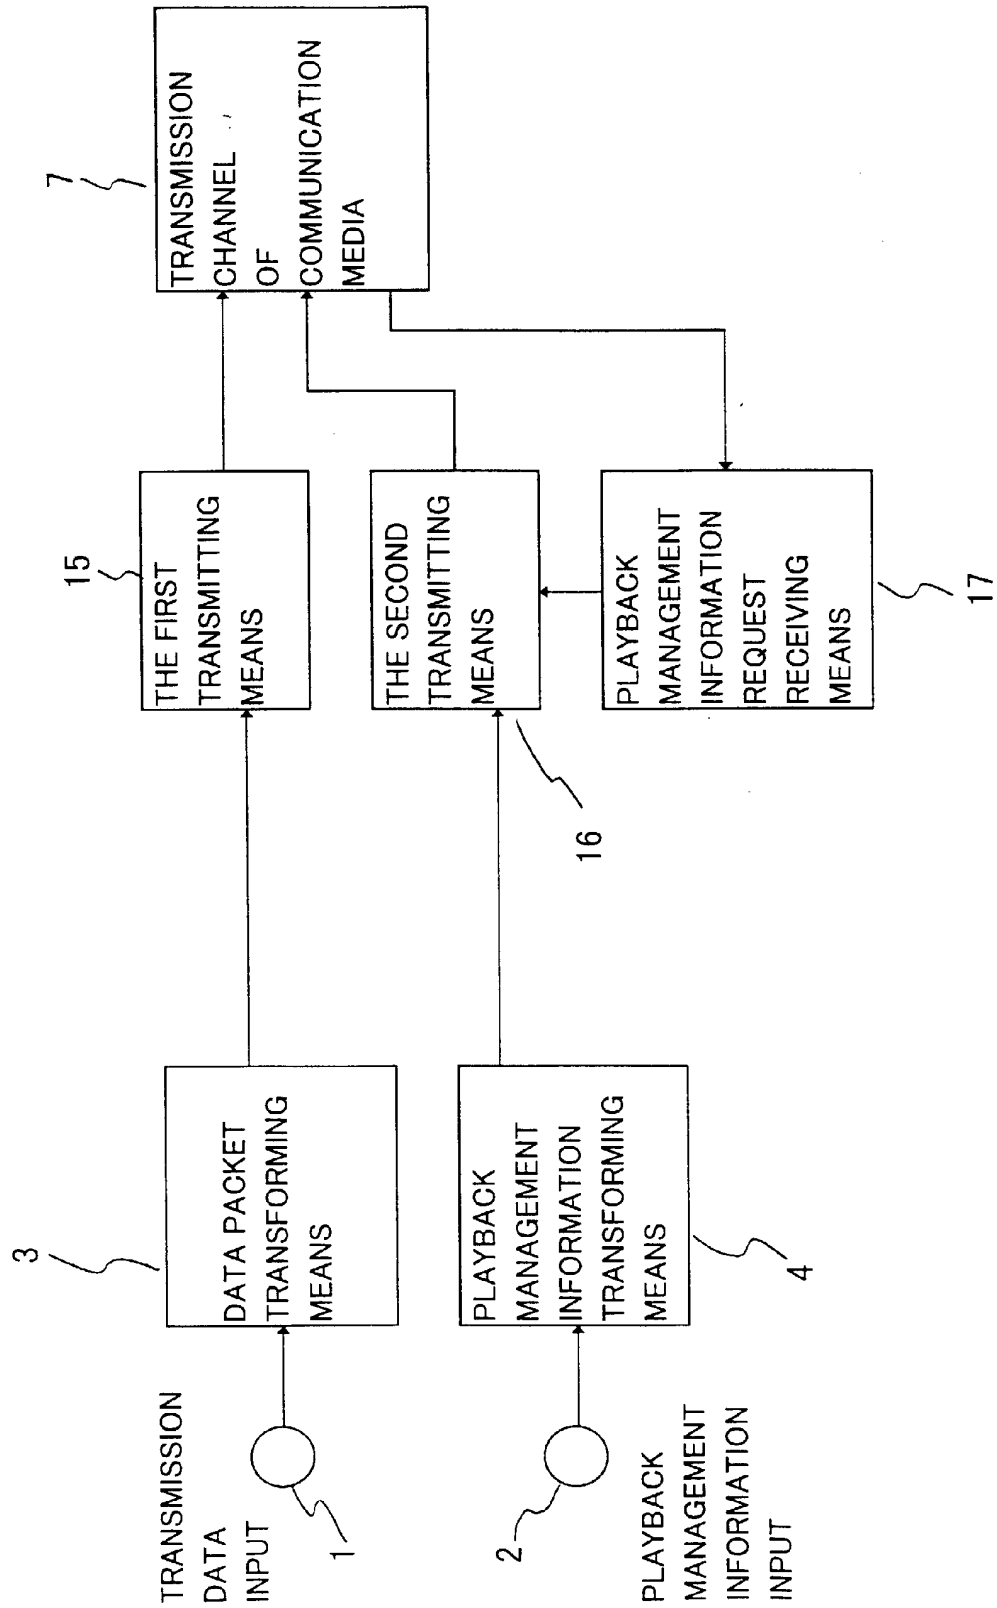 TRANSMISSION
DATA
INPUT
1
3
DATA PACKET
TRANSFORMING
MEANS
15
THE FIRST
TRANSMITTING
MEANS
7
TRANSMISSION
CHANNEL
OF
COMMUNICATION
MEDIA
2
PLAYBACK
MANAGEMENT
INFORMATION
INPUT
PLAYBACK
MANAGEMENT
INFORMATION
TRANSFORMING
MEANS
4
THE SECOND
TRANSMITTING
MEANS
16
PLAYBACK
MANAGEMENT
INFORMATION
REQUEST
RECEIVING
MEANS
17